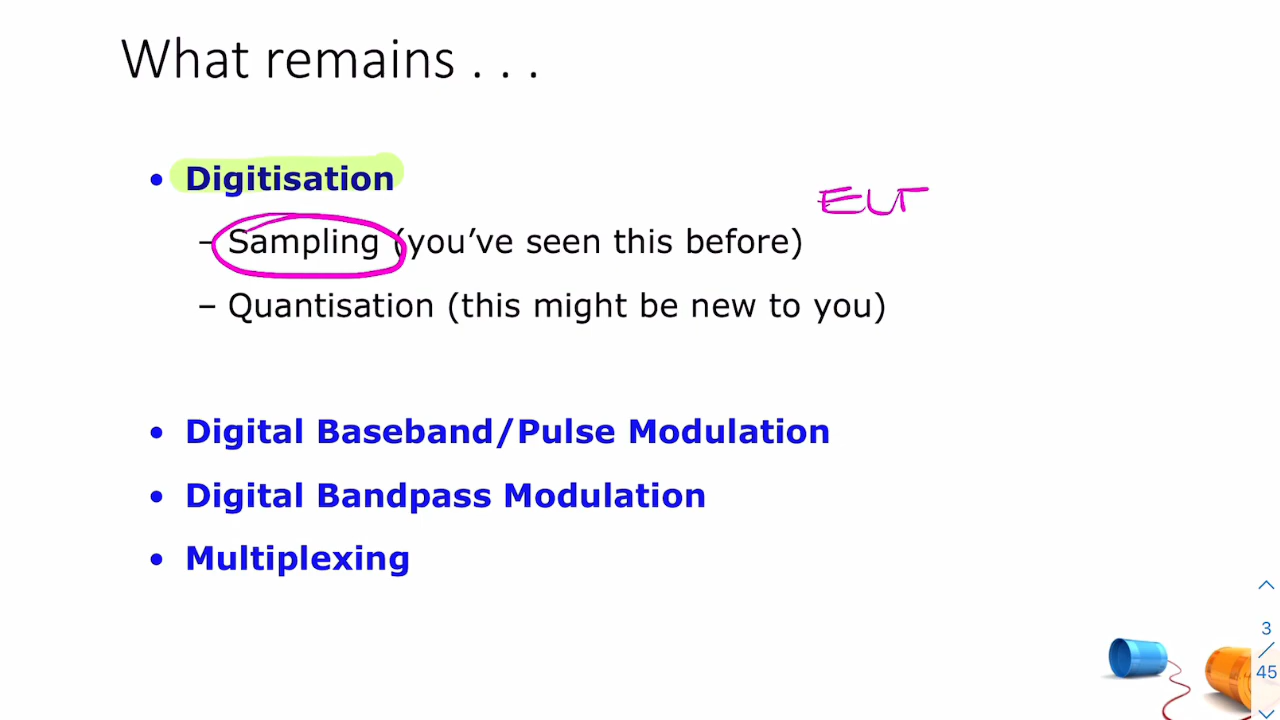 What remains . . .
• Digitisation
ELT
– Sampling (you’ve seen this before)
– Quantisation (this might be new to you)
• Digital Baseband/Pulse Modulation
• Digital Bandpass Modulation
• Multiplexing
3
/
45